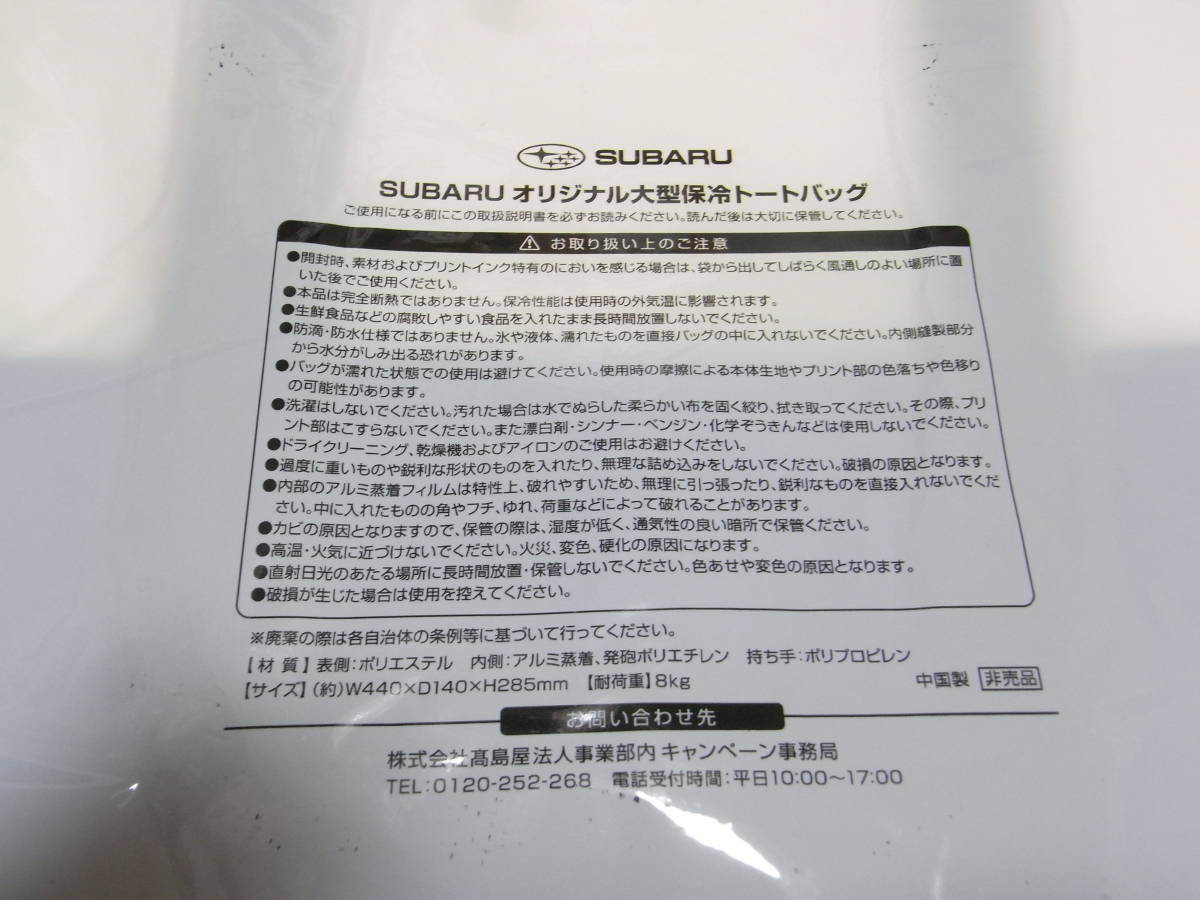 SUBARU
SUBARU オリジナル大型保冷トートバッグ
ご使用になる前にこの取扱説明書を必ずお読みください。読んだ後は大切に保管してください。
⚠ お取り扱い上のご注意
●開封時、素材およびプリントインク特有のにおいを感じる場合は、袋から出してしばらく風通しのよい場所に置
いた後でご使用ください。
●本品は完全断熱ではありません。保冷性能は使用時の外気温に影響されます。
●生鮮食品などの腐敗しやすい食品を入れたまま長時間放置しないでください。
●防滴・防水仕様ではありません。氷や液体、濡れたものを直接バッグの中に入れないでください。内側縫製部分
から水分がしみ出る恐れがあります。
●バッグが濡れた状態での使用は避けてください。使用時の摩擦による本体生地やプリント部の色落ちや色移り
の可能性があります。
●洗濯はしないでください。汚れた場合は水でぬらした柔らかい布を固く絞り、拭き取ってください。その際、プリ
ント部はこすらないでください。また漂白剤・シンナー・ベンジン・化学ぞうきんなどは使用しないでください。
●ドライクリーニング、乾燥機およびアイロンのご使用はお避けください。
●過度に重いものや鋭利な形状のものを入れたり、無理な詰め込みをしないでください。破損の原因となります。
●内部のアルミ蒸着フィルムは特性上、破れやすいため、無理に引っ張ったり、鋭利なものを直接入れないでくだ
さい。中に入れたものの角やフチ、ゆれ、荷重などによって破れることがあります。
●カビの原因となりますので、保管の際は、湿度が低く、通気性の良い暗所で保管ください。
●高温・火気に近づけないでください。火災、変色、硬化の原因になります。
●直射日光のあたる場所に長時間放置・保管しないでください。色あせや変色の原因となります。
●破損が生じた場合は使用を控えてください。
※廃棄の際は各自治体の条例等に基づいて行ってください。
【材質】表側：ポリエステル 内側：アルミ蒸着、発砲ポリエチレン 持ち手：ポリプロピレン
【サイズ】(約)W440×D140×H285mm 【耐荷重】8kg 中国製 非売品
お問い合わせ先
株式会社髙島屋法人事業部内 キャンペーン事務局
TEL：0120-252-268 電話受付時間：平日10:00〜17:00